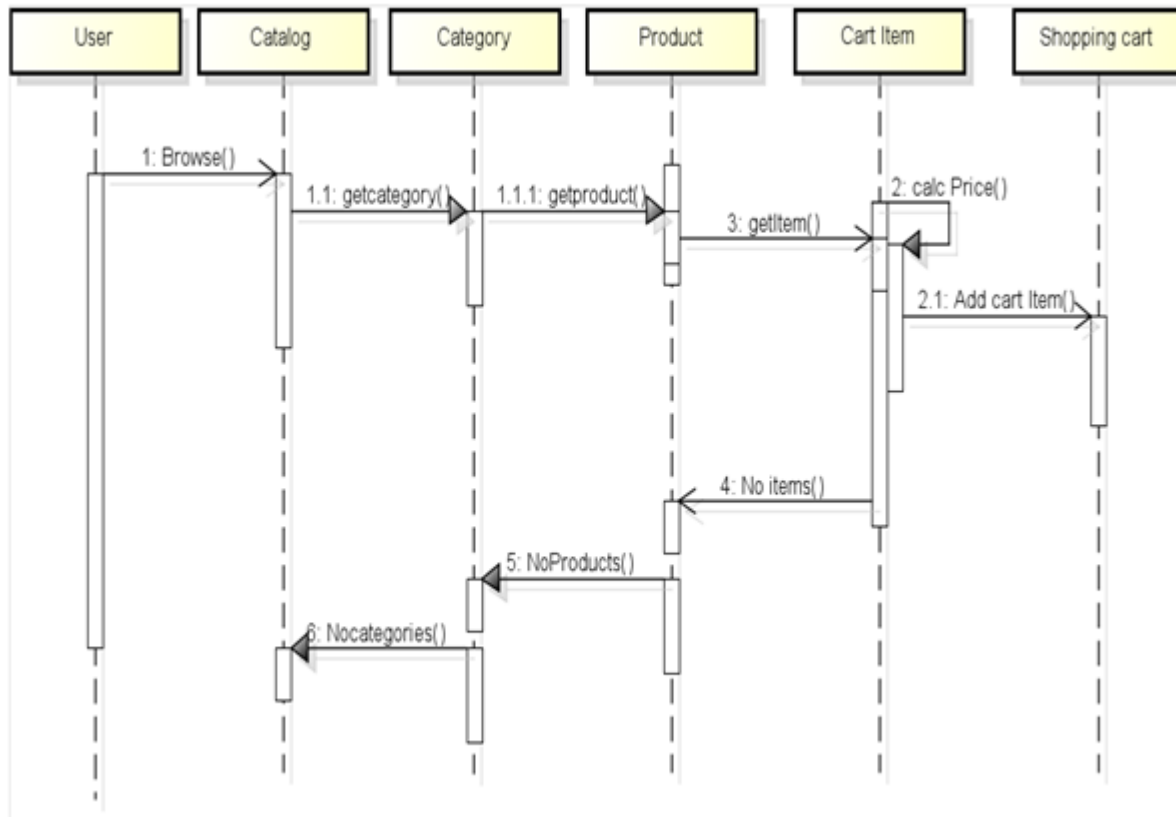 User
Catalog
Category
Product
Cart Item
Shopping cart
1: Browse()
1.1: getcategory()
1.1.1: getproduct()
2: calc Price()
3: getItem()
2.1: Add cart Item()
4: No items()
5: NoProducts()
6: Nocategories()